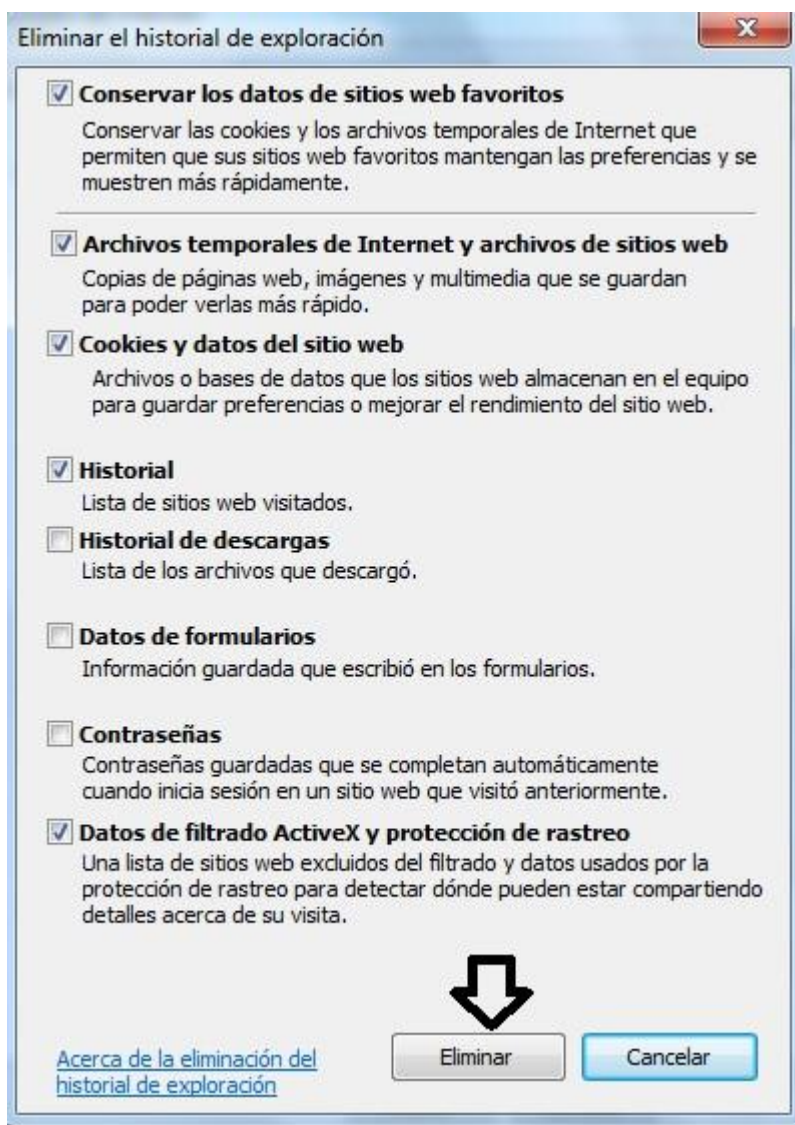 Eliminar el historial de exploración
Conservar los datos de sitios web favoritos
Conservar las cookies y los archivos temporales de Internet que
permiten que sus sitios web favoritos mantengan las preferencias y se
muestren más rápidamente.
Archivos temporales de Internet y archivos de sitios web
Copias de páginas web, imágenes y multimedia que se guardan
para poder verlas más rápido.
Cookies y datos del sitio web
Archivos o bases de datos que los sitios web almacenan en el equipo
para guardar preferencias o mejorar el rendimiento del sitio web.
Historial
Lista de sitios web visitados.
Historial de descargas
Lista de los archivos que descargó.
Datos de formularios
Información guardada que escribió en los formularios.
Contraseñas
Contraseñas guardadas que se completan automáticamente
cuando inicia sesión en un sitio web que visitó anteriormente.
Datos de filtrado ActiveX y protección de rastreo
Una lista de sitios web excluidos del filtrado y datos usados por la
protección de rastreo para detectar dónde pueden estar compartiendo
detalles acerca de su visita.
Acerca de la eliminación del
historial de exploración
Eliminar
Cancelar